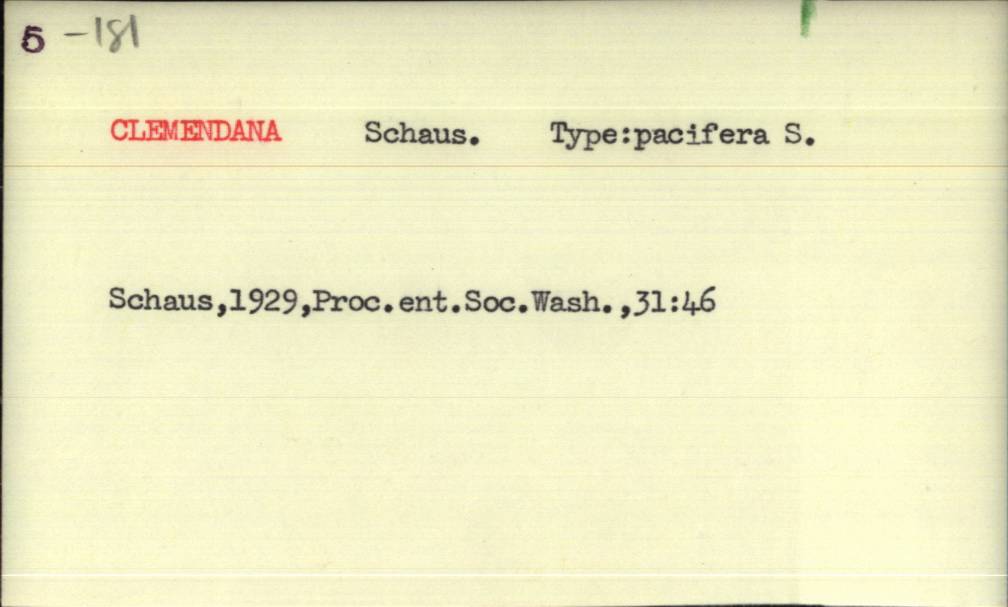 5 -181
CLEMENDANA Schaus. Type:pacifera S.
Schaus,1929,Proc.ent.Soc.Wash.,31:46